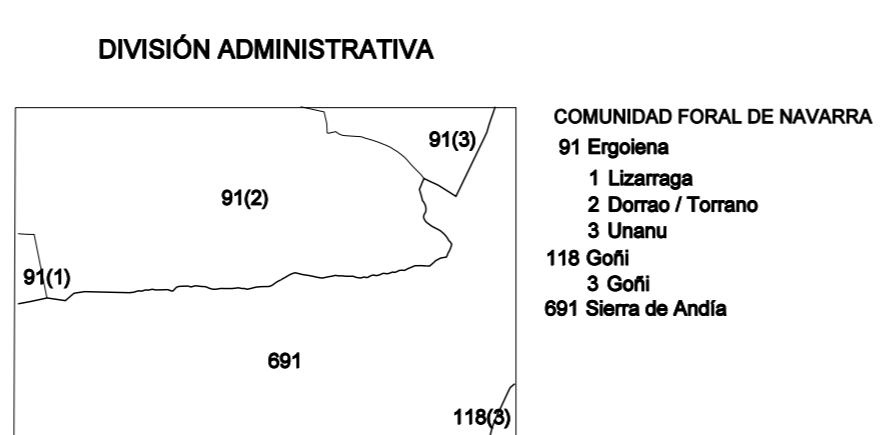 DIVISIÓN ADMINISTRATIVA
91(3)
91(2)
91(1)
691
118(3)
COMUNIDAD FORAL DE NAVARRA
91 Ergoiena
1 Lizarraga
2 Dorrao / Torrano
3 Unanu
118 Goñi
3 Goñi
691 Sierra de Andía